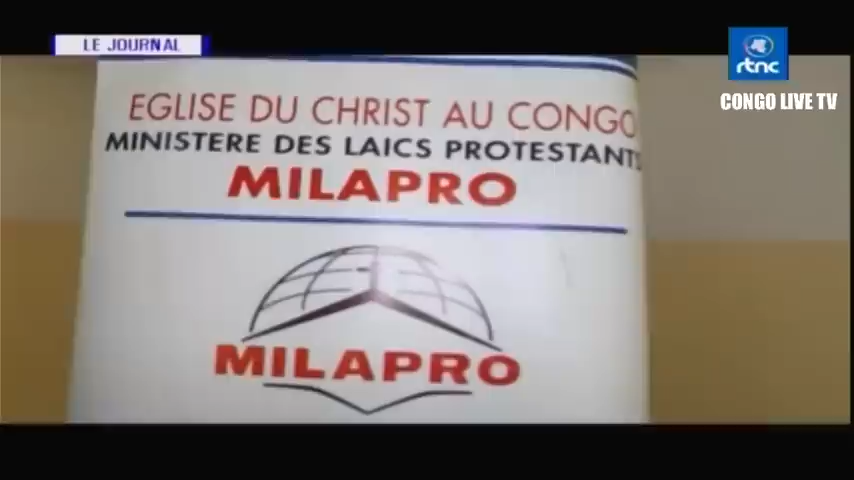 LE JOURNAL
rtnc
CONGO LIVE TV
EGLISE DU CHRIST AU CONGO
MINISTERE DES LAICS PROTESTANTS
MILAPRO
MILAPRO